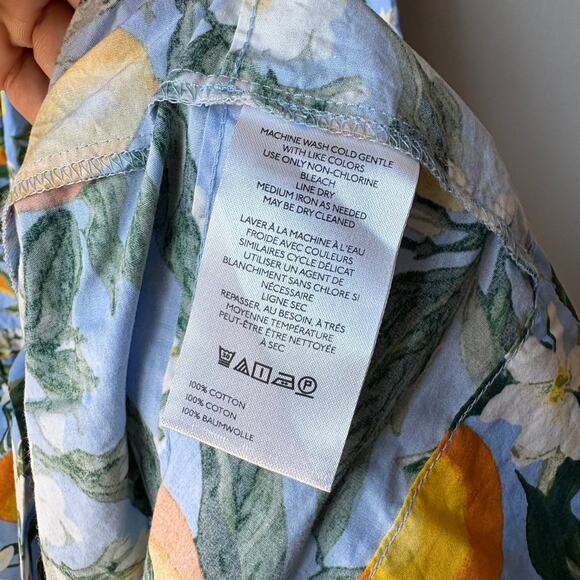 MACHINE WASH COLD GENTLE
WITH LIKE COLORS
USE ONLY NON-CHLORINE
BLEACH
LINE DRY
MEDIUM IRON AS NEEDED
MAY BE DRY CLEANED
LAVER À LA MACHINE À L'EAU
FROIDE AVEC COULEURS
SIMILAIRES CYCLE DÉLICAT
UTILISER UN AGENT DE
BLANCHIMENT SANS CHLORE SI
NÉCESSAIRE
LIGNE SEC
REPASSER, AU BESOIN, À TRÉS
MOYENNE TEMPÉRATURE
PEUT-ÊTRE ÊTRE NETTOYÉE
À SEC
30 P
100% COTTON
100% COTON
100% BAUMWOLLE